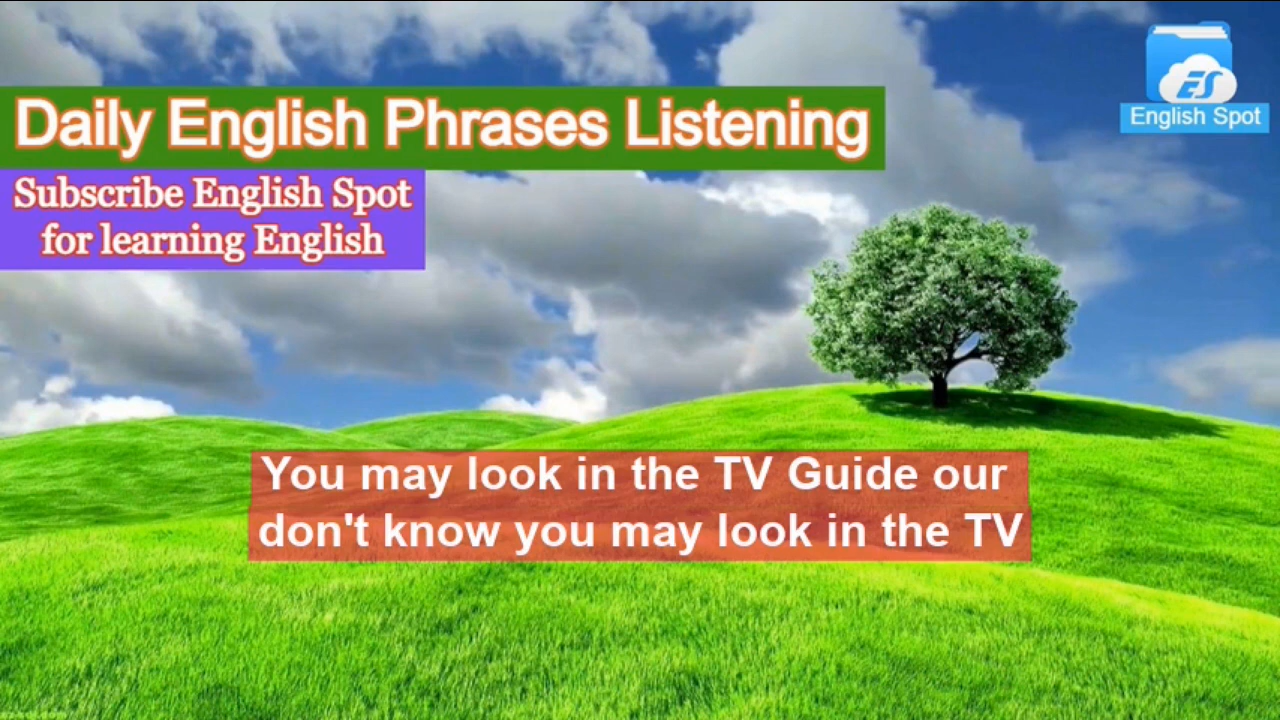 Daily English Phrases Listening
Subscribe English Spot
for learning English
ES
English Spot
You may look in the TV Guide our
don't know you may look in the TV